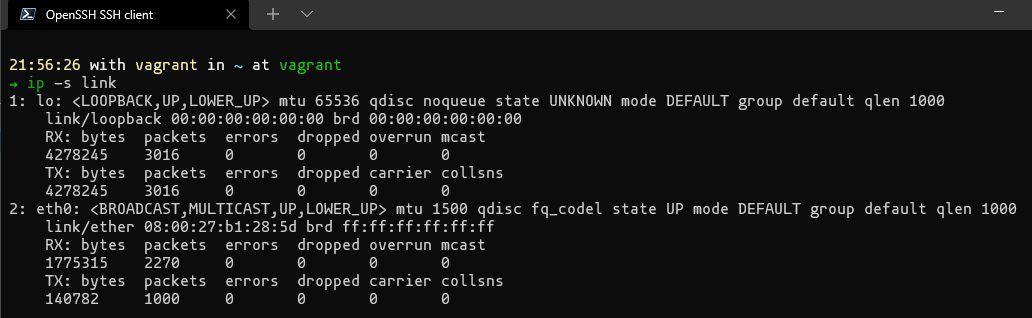 OpenSSH SSH client
21:56:26 with vagrant in ~ at vagrant
→ ip -s link
1: lo: <LOOPBACK,UP,LOWER_UP> mtu 65536 qdisc noqueue state UNKNOWN mode DEFAULT group default qlen 1000
    link/loopback 00:00:00:00:00:00 brd 00:00:00:00:00:00
    RX: bytes  packets  errors  dropped overrun mcast
    4278245    3016     0       0       0       0
    TX: bytes  packets  errors  dropped carrier collsns
    4278245    3016     0       0       0       0
2: eth0: <BROADCAST,MULTICAST,UP,LOWER_UP> mtu 1500 qdisc fq_codel state UP mode DEFAULT group default qlen 1000
    link/ether 08:00:27:b1:28:5d brd ff:ff:ff:ff:ff:ff
    RX: bytes  packets  errors  dropped overrun mcast
    1775315    2270     0       0       0       0
    TX: bytes  packets  errors  dropped carrier collsns
    140782     1000     0       0       0       0